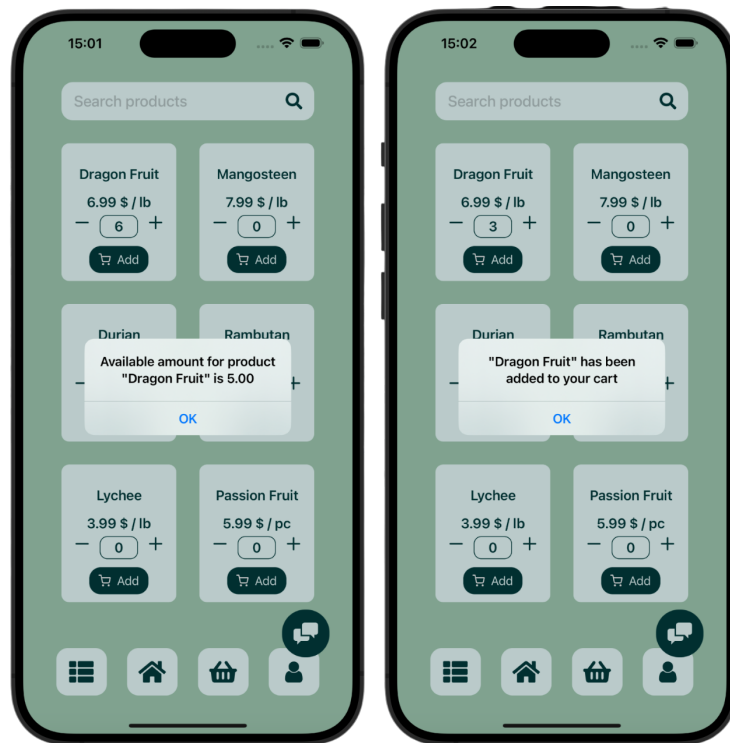 15:01
Search products
Dragon Fruit
Mangosteen
6.99 $ / lb
7.99 $ / lb
− 6 +
− 0 +
Add
Add
Durian
Rambutan
Available amount for product
"Dragon Fruit" is 5.00
OK
Lychee
Passion Fruit
3.99 $ / lb
5.99 $ / pc
− 0 +
− 0 +
Add
Add
15:02
Search products
Dragon Fruit
Mangosteen
6.99 $ / lb
7.99 $ / lb
− 3 +
− 0 +
Add
Add
Durian
Rambutan
"Dragon Fruit" has been
added to your cart
OK
Lychee
Passion Fruit
3.99 $ / lb
5.99 $ / pc
− 0 +
− 0 +
Add
Add